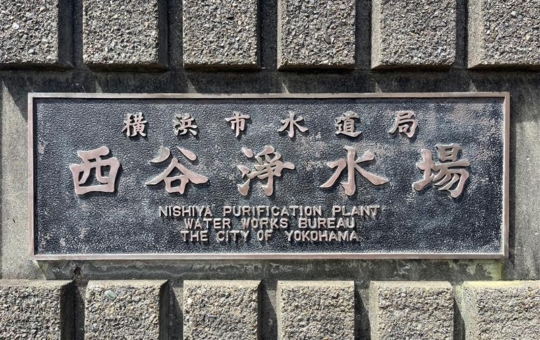 横浜市水道局
西谷淨水場
NISHIYA PURIFICATION PLANT
WATER WORKS BUREAU
THE CITY OF YOKOHAMA